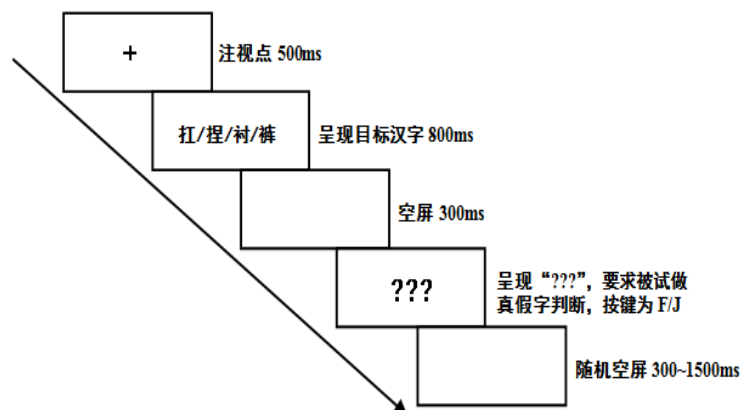 +
注视点 500ms
扛/捏/衬/裤
呈现目标汉字 800ms
空屏 300ms
???
呈现“???”，要求被试做
真假字判断，按键为 F/J
随机空屏 300~1500ms